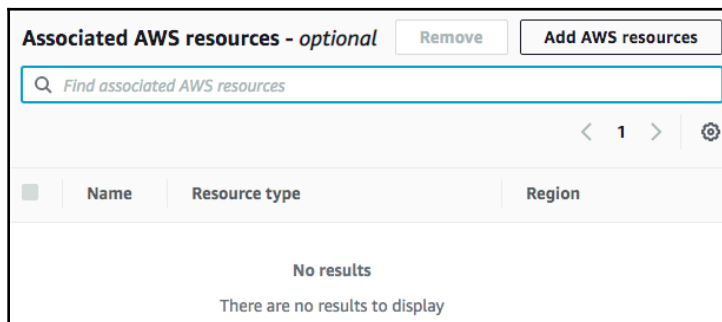 Associated AWS resources - optional Remove Add AWS resources
Find associated AWS resources
1
Name Resource type Region
No results
There are no results to display